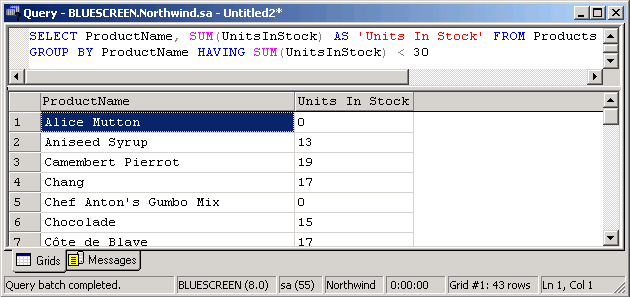 Query - BLUESCREEN.Northwind.sa - Untitled2*
SELECT ProductName, SUM(UnitsInStock) AS 'Units In Stock' FROM Products
GROUP BY ProductName HAVING SUM(UnitsInStock) < 30
ProductName Units In Stock
1 Alice Mutton 0
2 Aniseed Syrup 13
3 Camembert Pierrot 19
4 Chang 17
5 Chef Anton's Gumbo Mix 0
6 Chocolade 15
7 Côte de Blaye 17
Grids Messages
Query batch completed. BLUESCREEN (8.0) sa (55) Northwind 0:00:00 Grid #1: 43 rows Ln 1, Col 1